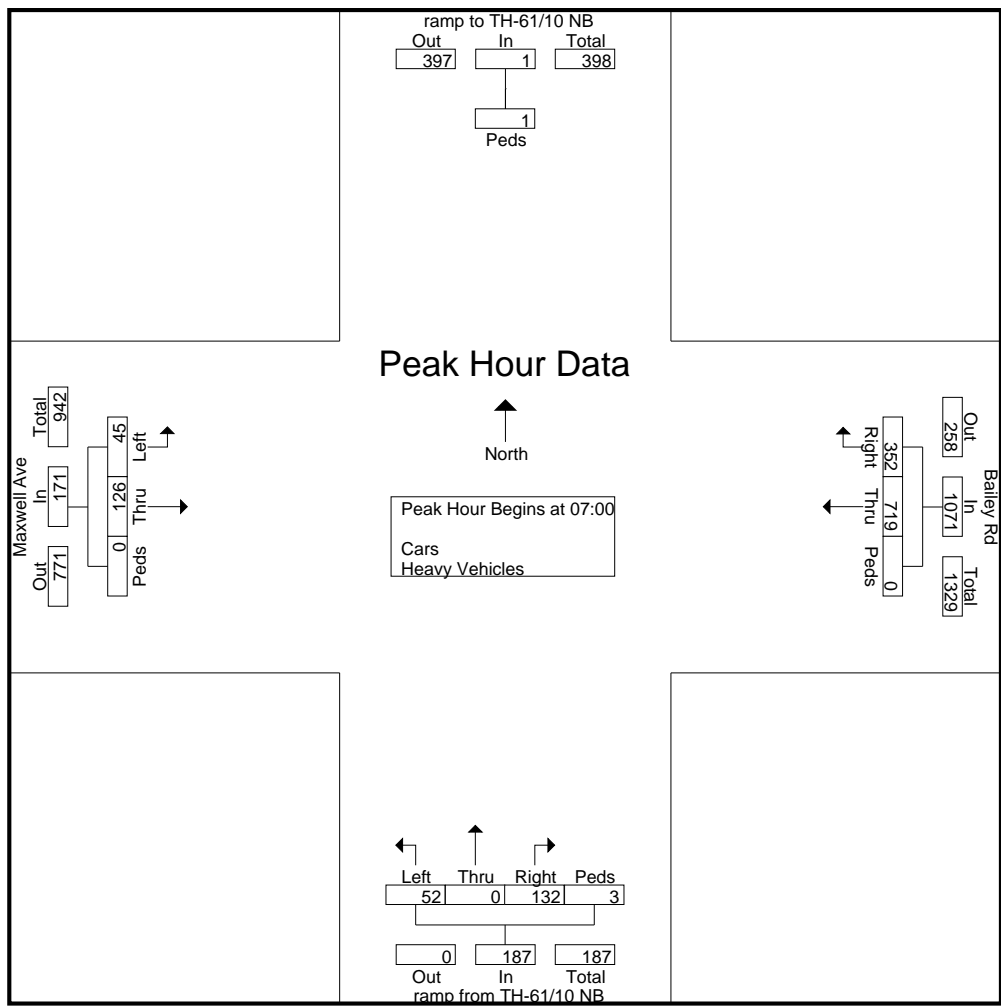 ramp to TH-61/10 NB
Out In Total
397 1 398
1
Peds
Peak Hour Data
North
Peak Hour Begins at 07:00
Cars
Heavy Vehicles
Maxwell Ave
Out In Total
771 171 942
Left Thru Peds
45 126 0
Right Thru Peds
352 719 0
Out In Total
258 1071 1329
Bailey Rd
Left Thru Right Peds
52 0 132 3
0 187 187
Out In Total
ramp from TH-61/10 NB